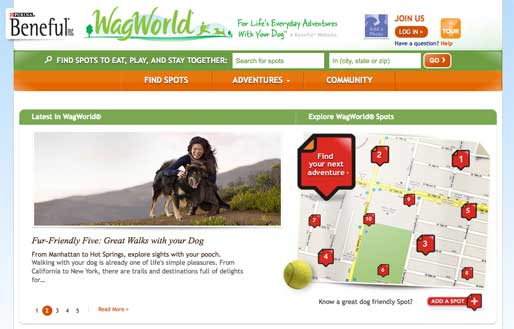 PURINA
Beneful
WagWorld
For Life's Everyday Adventures
With Your Dog™
A Beneful® Website.
Add a
Photo
JOIN US
LOG IN
TOUR
Have a question? Help
FIND SPOTS TO EAT, PLAY, AND STAY TOGETHER:
Search for spots
In (city, state or zip)
GO
FIND SPOTS
ADVENTURES
COMMUNITY
Latest in WagWorld®
Explore WagWorld® Spots
Find
your next
adventure
2
1
9
5
7
10
3
4
6
Fur-Friendly Five: Great Walks with your Dog
From Manhattan to Hot Springs, explore sights with your pooch.
Walking with your dog is already one of life's simple pleasures. From
California to New York, there are trails and destinations full of delights
for...
1 2 3 4 5
Read More »
Know a great dog friendly Spot?
ADD A SPOT